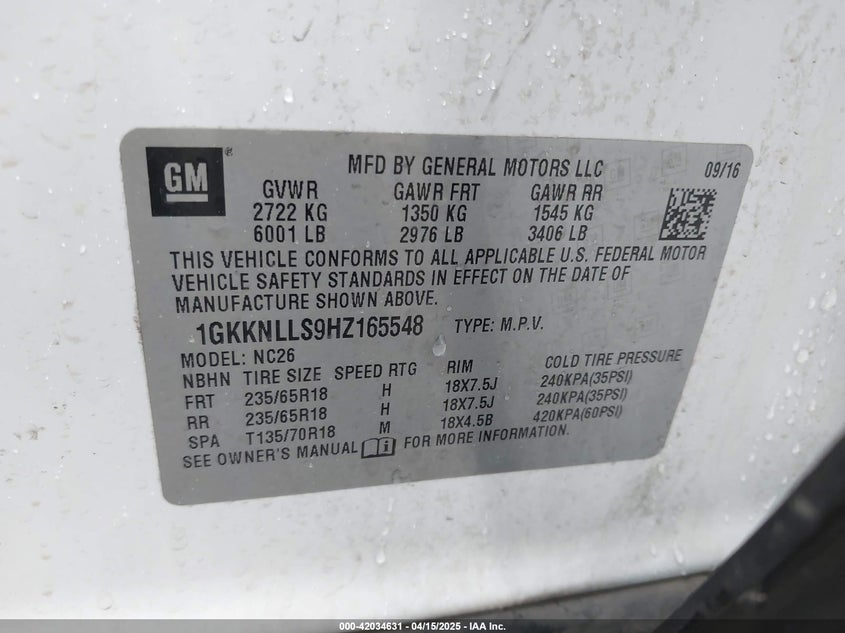 GM ®
MFD BY GENERAL MOTORS LLC 09/16
GVWR GAWR FRT GAWR RR
2722 KG 1350 KG 1545 KG
6001 LB 2976 LB 3406 LB
THIS VEHICLE CONFORMS TO ALL APPLICABLE U.S. FEDERAL MOTOR
VEHICLE SAFETY STANDARDS IN EFFECT ON THE DATE OF
MANUFACTURE SHOWN ABOVE.
1GKKNLLS9HZ165548 TYPE: M.P.V.
MODEL: NC26
NBHN TIRE SIZE SPEED RTG RIM COLD TIRE PRESSURE
FRT 235/65R18 H 18X7.5J 240KPA(35PSI)
RR 235/65R18 H 18X7.5J 240KPA(35PSI)
SPA T135/70R18 M 18X4.5B 420KPA(60PSI)
SEE OWNER'S MANUAL i FOR MORE INFORMATION.
000-42034631 - 04/15/2025 - IAA Inc.